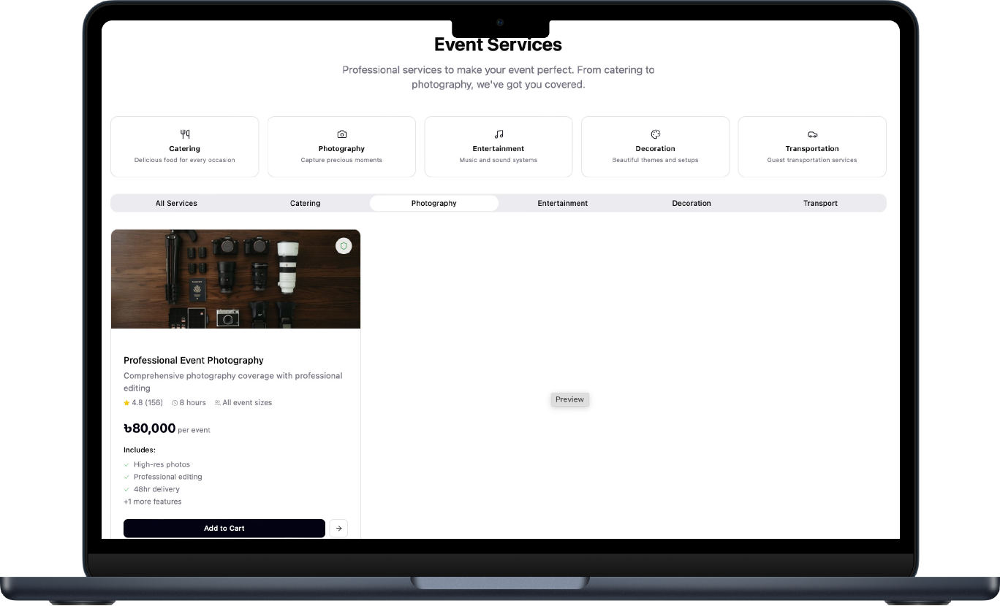 Event Services
Professional services to make your event perfect. From catering to
photography, we've got you covered.
Catering
Delicious food for every occasion
Photography
Capture precious moments
Entertainment
Music and sound systems
Decoration
Beautiful themes and setups
Transportation
Guest transportation services
All Services
Catering
Photography
Entertainment
Decoration
Transport
PASSPORT
Professional Event Photography
Comprehensive photography coverage with professional
editing
4.8 (156)
8 hours
All event sizes
৳80,000 per event
Includes:
High-res photos
Professional editing
48hr delivery
+1 more features
Add to Cart
Preview